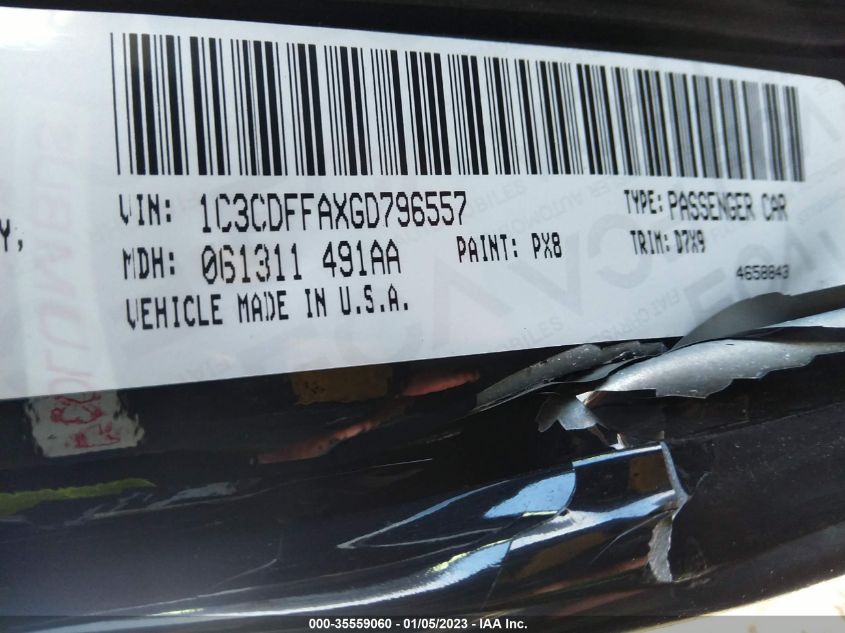 VIN: 1C3CDFFAXGD796557 TYPE: PASSENGER CAR
Y,
MDH: 061311 491AA PAINT: PX8 TRIM: D7X9
4658843
VEHICLE MADE IN U.S.A.
000-35559060 - 01/05/2023 - IAA Inc.